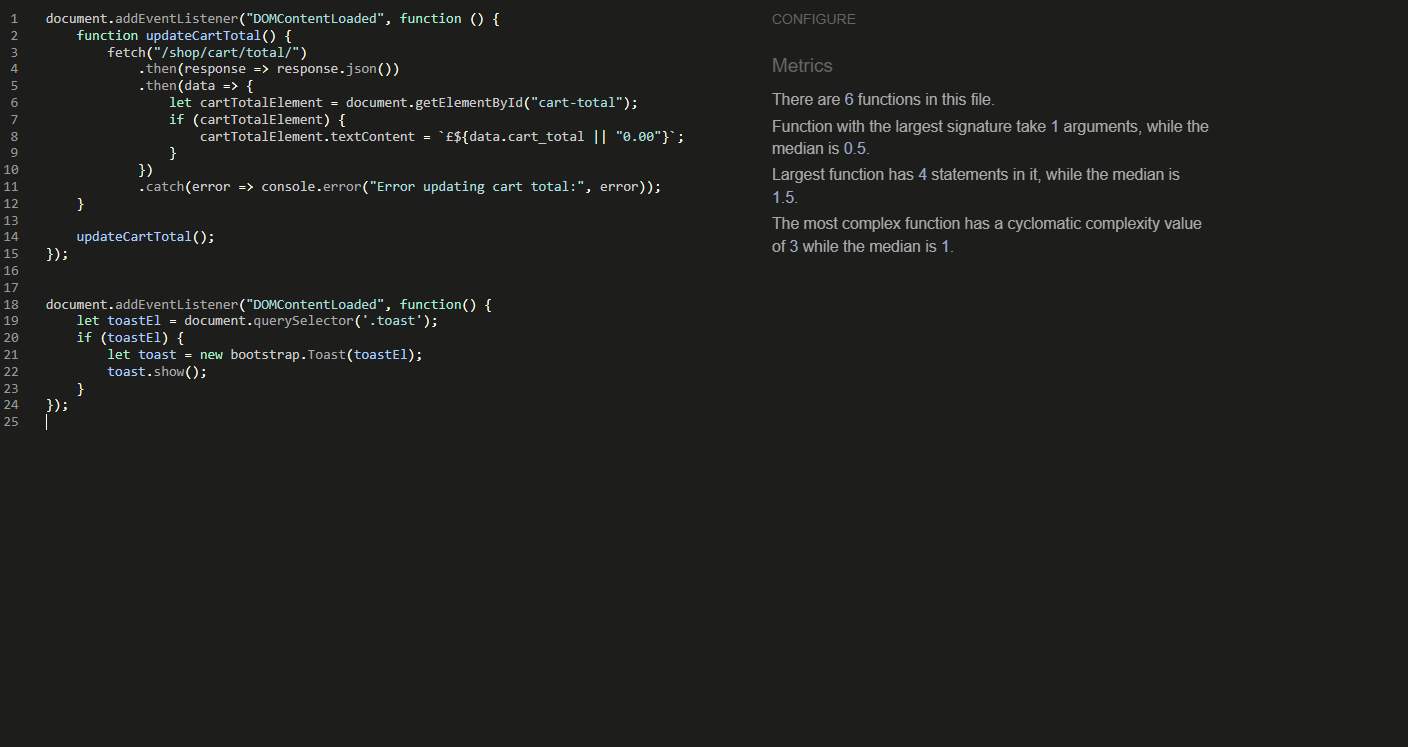 1 document.addEventListener("DOMContentLoaded", function () {
2     function updateCartTotal() {
3         fetch("/shop/cart/total/")
4             .then(response => response.json())
5             .then(data => {
6                 let cartTotalElement = document.getElementById("cart-total");
7                 if (cartTotalElement) {
8                     cartTotalElement.textContent = `£${data.cart_total || "0.00"}`;
9                 }
10             })
11             .catch(error => console.error("Error updating cart total:", error));
12     }
13
14     updateCartTotal();
15 });
16
17
18 document.addEventListener("DOMContentLoaded", function() {
19     let toastEl = document.querySelector('.toast');
20     if (toastEl) {
21         let toast = new bootstrap.Toast(toastEl);
22         toast.show();
23     }
24 });
25
CONFIGURE
Metrics
There are 6 functions in this file.
Function with the largest signature take 1 arguments, while the
median is 0.5.
Largest function has 4 statements in it, while the median is
1.5.
The most complex function has a cyclomatic complexity value
of 3 while the median is 1.